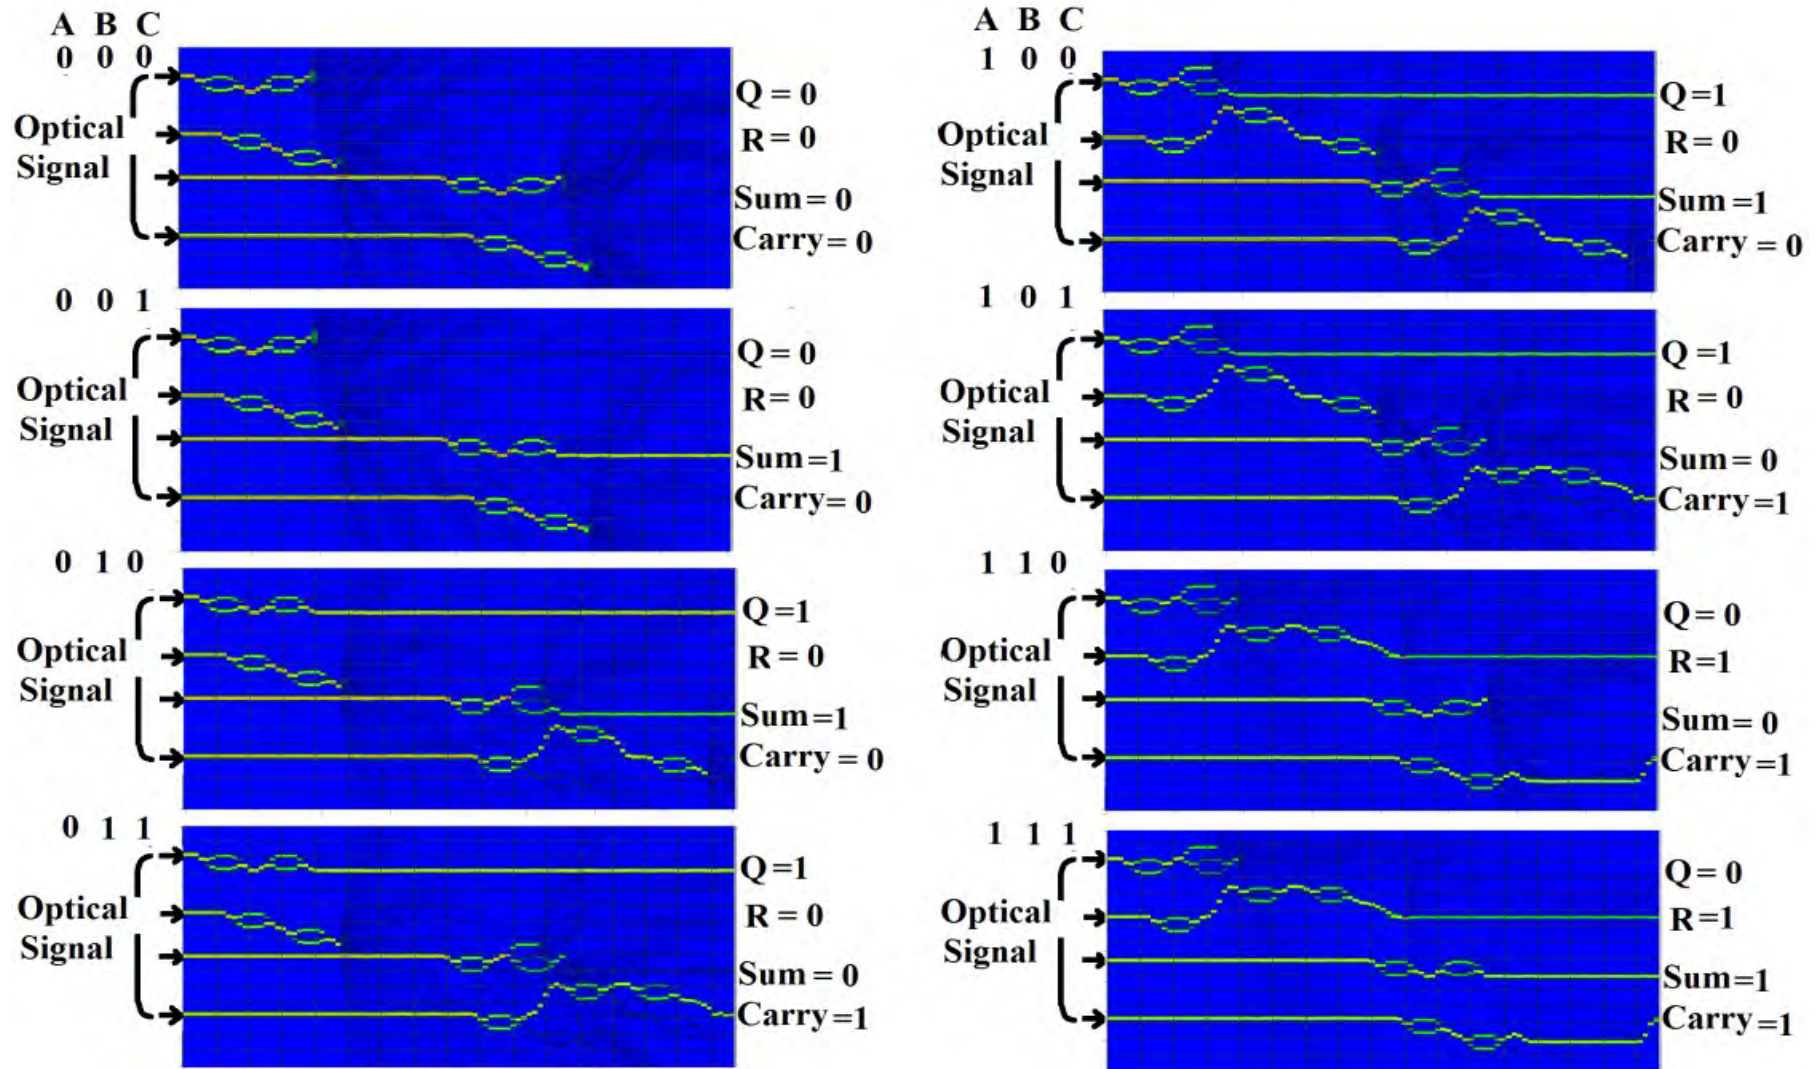 A B C
0 0 0
Optical
Signal
Q = 0
R = 0
Sum = 0
Carry = 0
0 0 1
Optical
Signal
Q = 0
R = 0
Sum =1
Carry = 0
0 1 0
Optical
Signal
Q =1
R = 0
Sum =1
Carry = 0
0 1 1
Optical
Signal
Q =1
R = 0
Sum = 0
Carry =1
A B C
1 0 0
Optical
Signal
Q =1
R = 0
Sum =1
Carry = 0
1 0 1
Optical
Signal
Q =1
R = 0
Sum = 0
Carry =1
1 1 0
Optical
Signal
Q = 0
R =1
Sum = 0
Carry =1
1 1 1
Optical
Signal
Q = 0
R =1
Sum =1
Carry =1